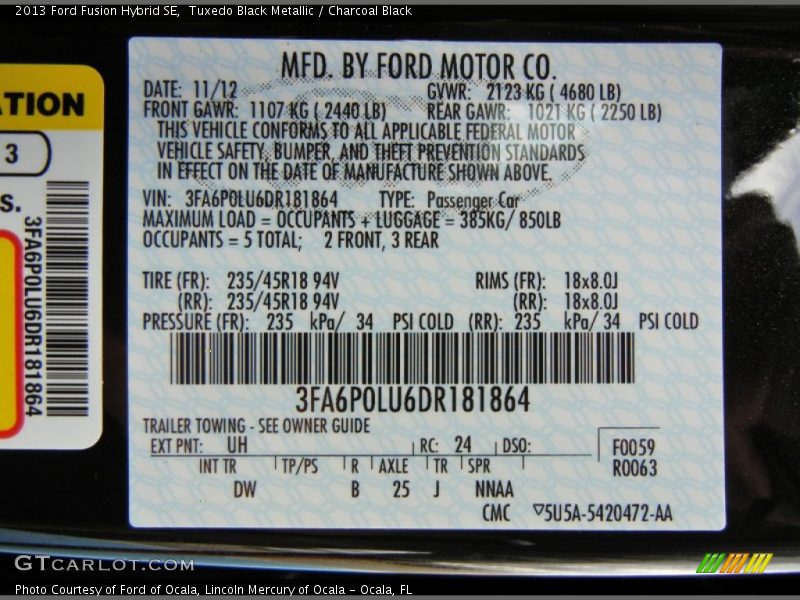 2013 Ford Fusion Hybrid SE, Tuxedo Black Metallic / Charcoal Black
MFD. BY FORD MOTOR CO.
DATE: 11/12 GVWR: 2123 KG ( 4680 LB)
FRONT GAWR: 1107 KG ( 2440 LB) REAR GAWR: 1021 KG ( 2250 LB)
THIS VEHICLE CONFORMS TO ALL APPLICABLE FEDERAL MOTOR
VEHICLE SAFETY, BUMPER, AND THEFT PREVENTION STANDARDS
IN EFFECT ON THE DATE OF MANUFACTURE SHOWN ABOVE.
VIN: 3FA6P0LU6DR181864 TYPE: Passenger Car
MAXIMUM LOAD = OCCUPANTS + LUGGAGE = 385KG/ 850LB
OCCUPANTS = 5 TOTAL; 2 FRONT, 3 REAR
TIRE (FR): 235/45R18 94V RIMS (FR): 18x8.0J
(RR): 235/45R18 94V (RR): 18x8.0J
PRESSURE (FR): 235 kPa/ 34 PSI COLD (RR): 235 kPa/ 34 PSI COLD
3FA6P0LU6DR181864
TRAILER TOWING - SEE OWNER GUIDE
EXT PNT: UH RC: 24 DSO: F0059
INT TR TP/PS R AXLE TR SPR R0063
DW B 25 J NNAA
CMC ▽5U5A-5420472-AA
ATION
3
s.
3FA6P0LU6DR181864
GTCARLOT.COM
Photo Courtesy of Ford of Ocala, Lincoln Mercury of Ocala – Ocala, FL